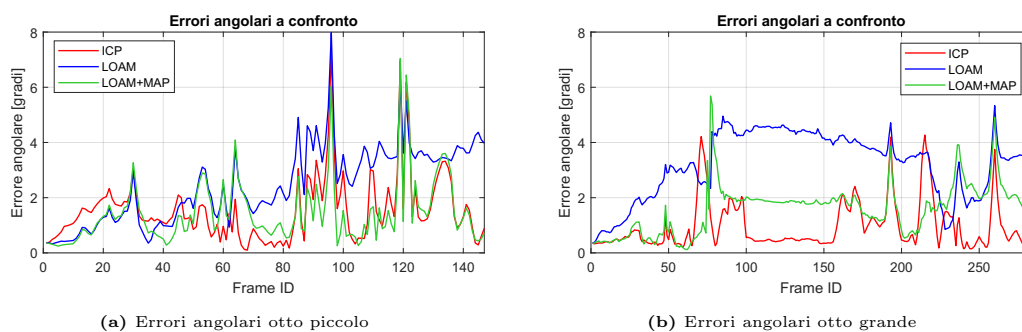 Errori angolari a confronto
8
6
4
2
0
Errore angolare [gradi]
ICP
LOAM
LOAM+MAP
0 20 40 60 80 100 120 140
Frame ID
(a) Errori angolari otto piccolo
Errori angolari a confronto
8
6
4
2
0
Errore angolare [gradi]
ICP
LOAM
LOAM+MAP
0 50 100 150 200 250
Frame ID
(b) Errori angolari otto grande